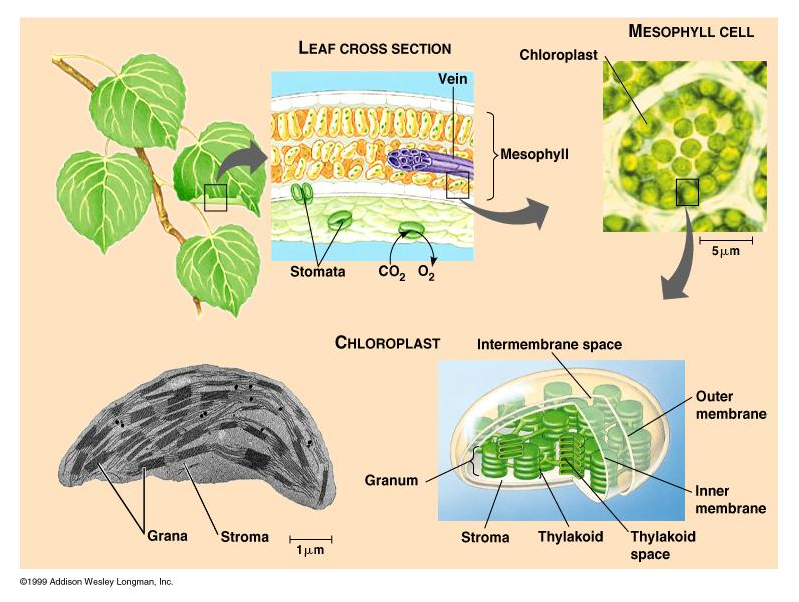 LEAF CROSS SECTION
Vein
Mesophyll
Stomata
CO2
O2
MESOPHYLL CELL
Chloroplast
5 μm
CHLOROPLAST
Grana
Stroma
1 μm
Intermembrane space
Outer
membrane
Granum
Inner
membrane
Stroma
Thylakoid
Thylakoid
space
©1999 Addison Wesley Longman, Inc.